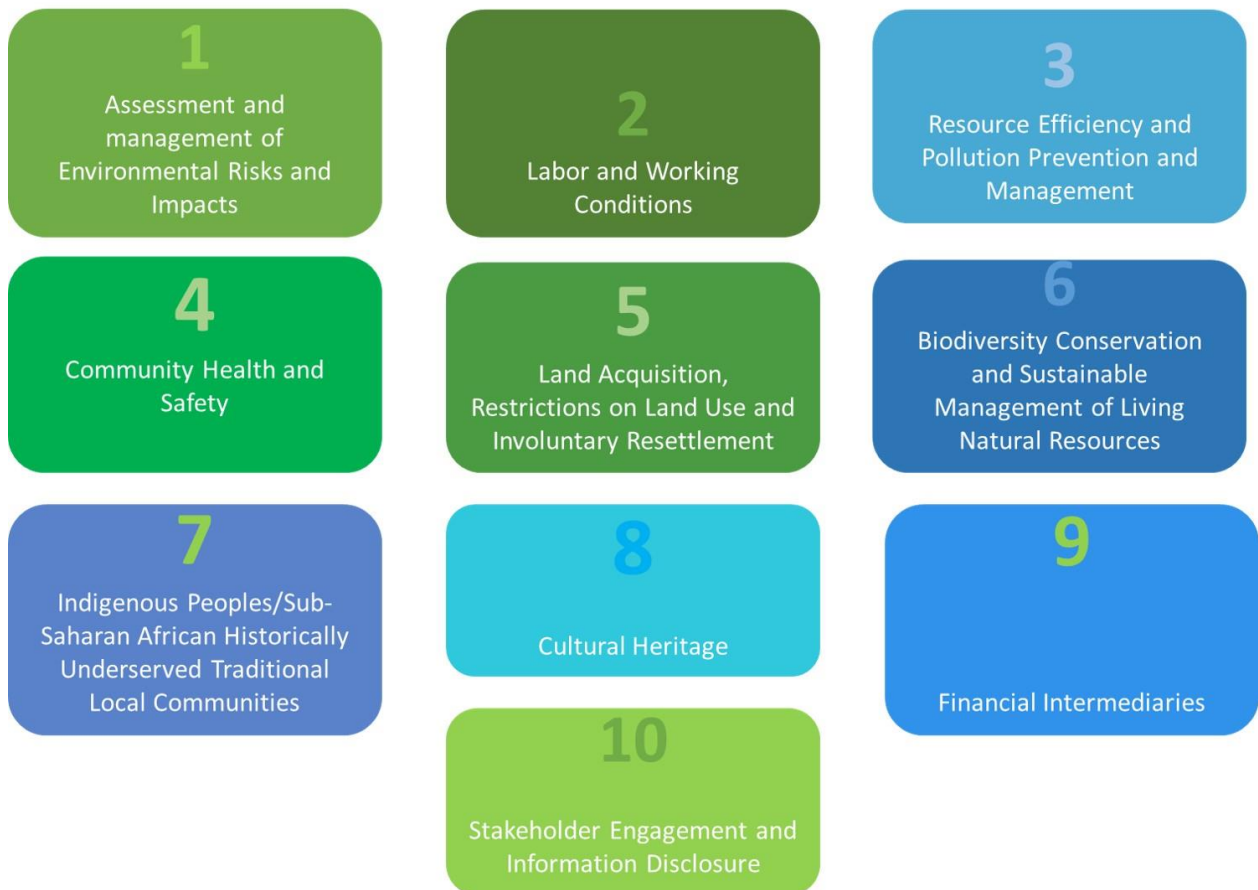 1
Assessment and
management of
Environmental Risks and
Impacts
2
Labor and Working
Conditions
3
Resource Efficiency and
Pollution Prevention and
Management
4
Community Health and
Safety
5
Land Acquisition,
Restrictions on Land Use and
Involuntary Resettlement
6
Biodiversity Conservation
and Sustainable
Management of Living
Natural Resources
7
Indigenous Peoples/Sub-
Saharan African Historically
Underserved Traditional
Local Communities
8
Cultural Heritage
9
Financial Intermediaries
10
Stakeholder Engagement and
Information Disclosure